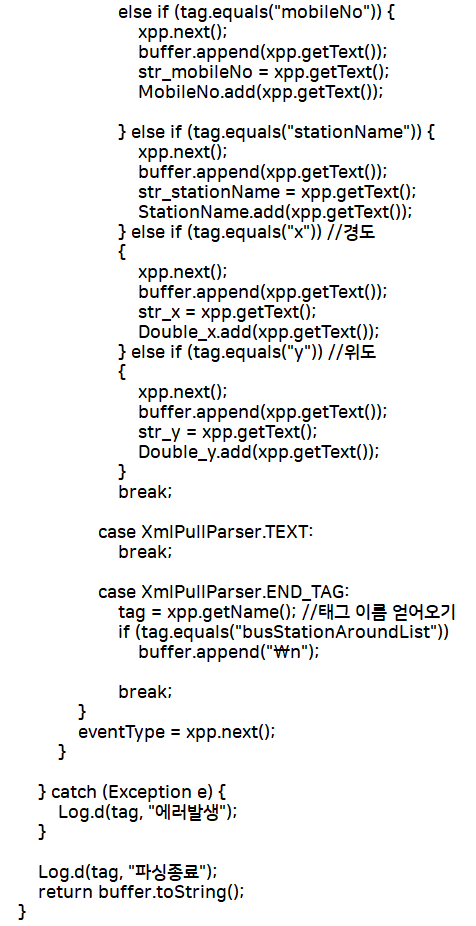 else if (tag.equals("mobileNo")) {
xpp.next();
buffer.append(xpp.getText());
str_mobileNo = xpp.getText();
MobileNo.add(xpp.getText());
} else if (tag.equals("stationName")) {
xpp.next();
buffer.append(xpp.getText());
str_stationName = xpp.getText();
StationName.add(xpp.getText());
} else if (tag.equals("x")) //경도
{
xpp.next();
buffer.append(xpp.getText());
str_x = xpp.getText();
Double_x.add(xpp.getText());
} else if (tag.equals("y")) //위도
{
xpp.next();
buffer.append(xpp.getText());
str_y = xpp.getText();
Double_y.add(xpp.getText());
}
break;
case XmlPullParser.TEXT:
break;
case XmlPullParser.END_TAG:
tag = xpp.getName(); //태그 이름 얻어오기
if (tag.equals("busStationAroundList"))
buffer.append("₩n");
break;
}
eventType = xpp.next();
}
} catch (Exception e) {
Log.d(tag, "에러발생");
}
Log.d(tag, "파싱종료");
return buffer.toString();
}